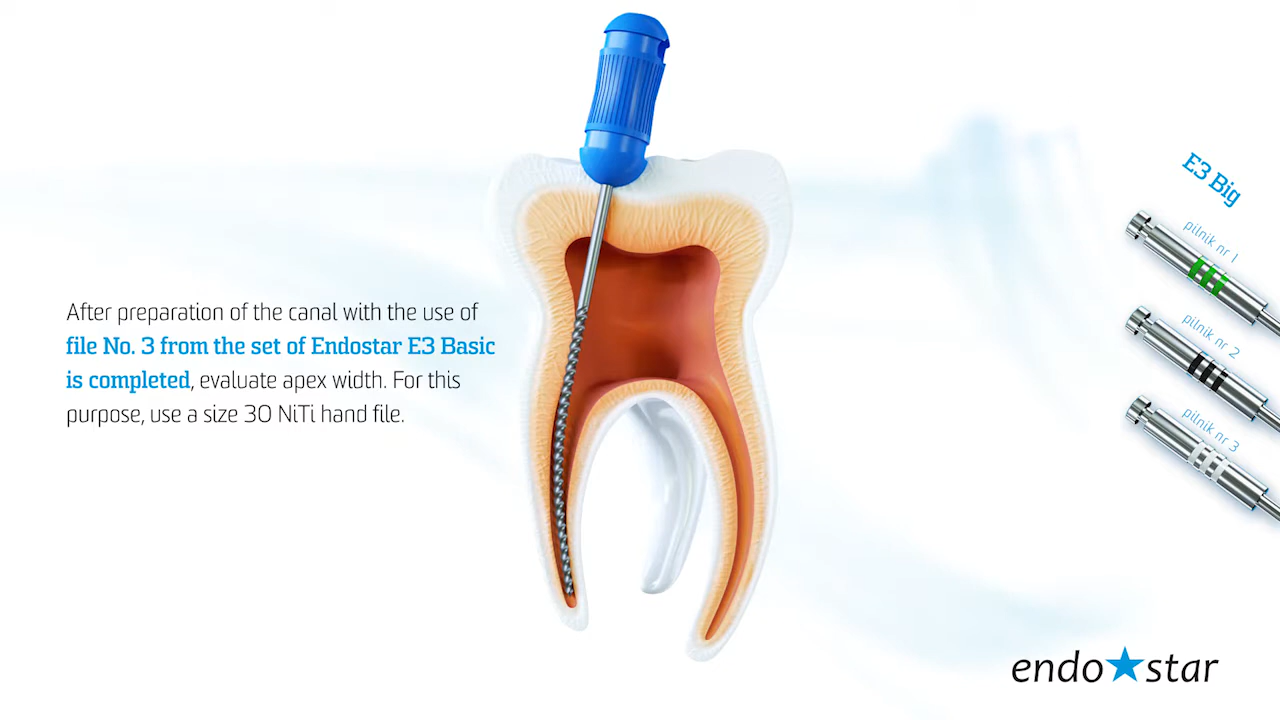 After preparation of the canal with the use of
file No. 3 from the set of Endostar E3 Basic
is completed, evaluate apex width. For this
purpose, use a size 30 NiTi hand file.
E3 Big
pilnik nr 1
pilnik nr 2
pilnik nr 3
endo★star